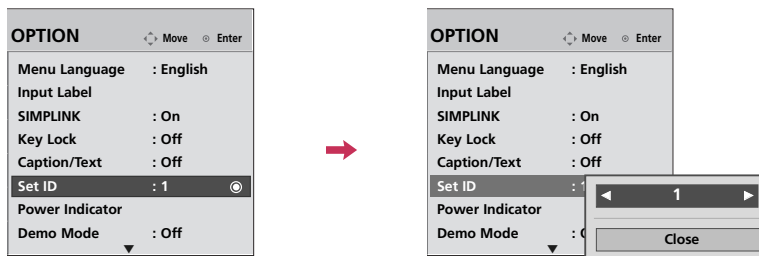 OPTION Move Enter
Menu Language : English
Input Label
SIMPLINK : On
Key Lock : Off
Caption/Text : Off
Set ID : 1
Power Indicator
Demo Mode : Off
OPTION Move Enter
Menu Language : English
Input Label
SIMPLINK : On
Key Lock : Off
Caption/Text : Off
Set ID : 1
Power Indicator
Demo Mode :
1
Close